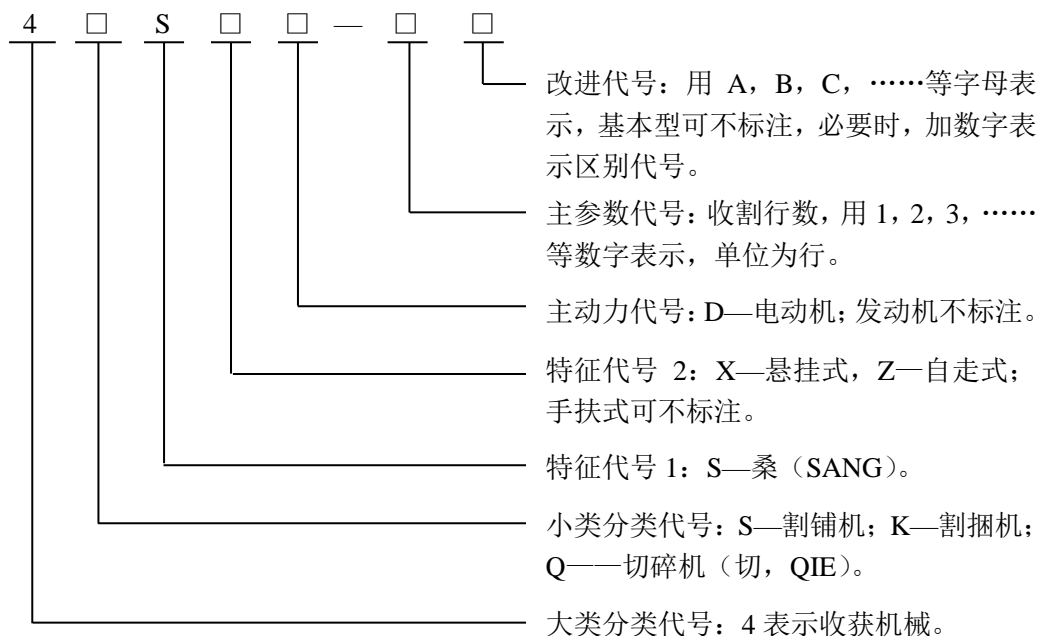 4 □ S □ □ — □ □
改进代号：用 A，B，C，……等字母表
示，基本型可不标注，必要时，加数字表
示区别代号。
主参数代号：收割行数，用 1，2，3，……
等数字表示，单位为行。
主动力代号：D—电动机；发动机不标注。
特征代号 2：X—悬挂式，Z—自走式；
手扶式可不标注。
特征代号 1：S—桑（SANG）。
小类分类代号：S—割铺机；K—割捆机；
Q——切碎机（切，QIE）。
大类分类代号：4 表示收获机械。